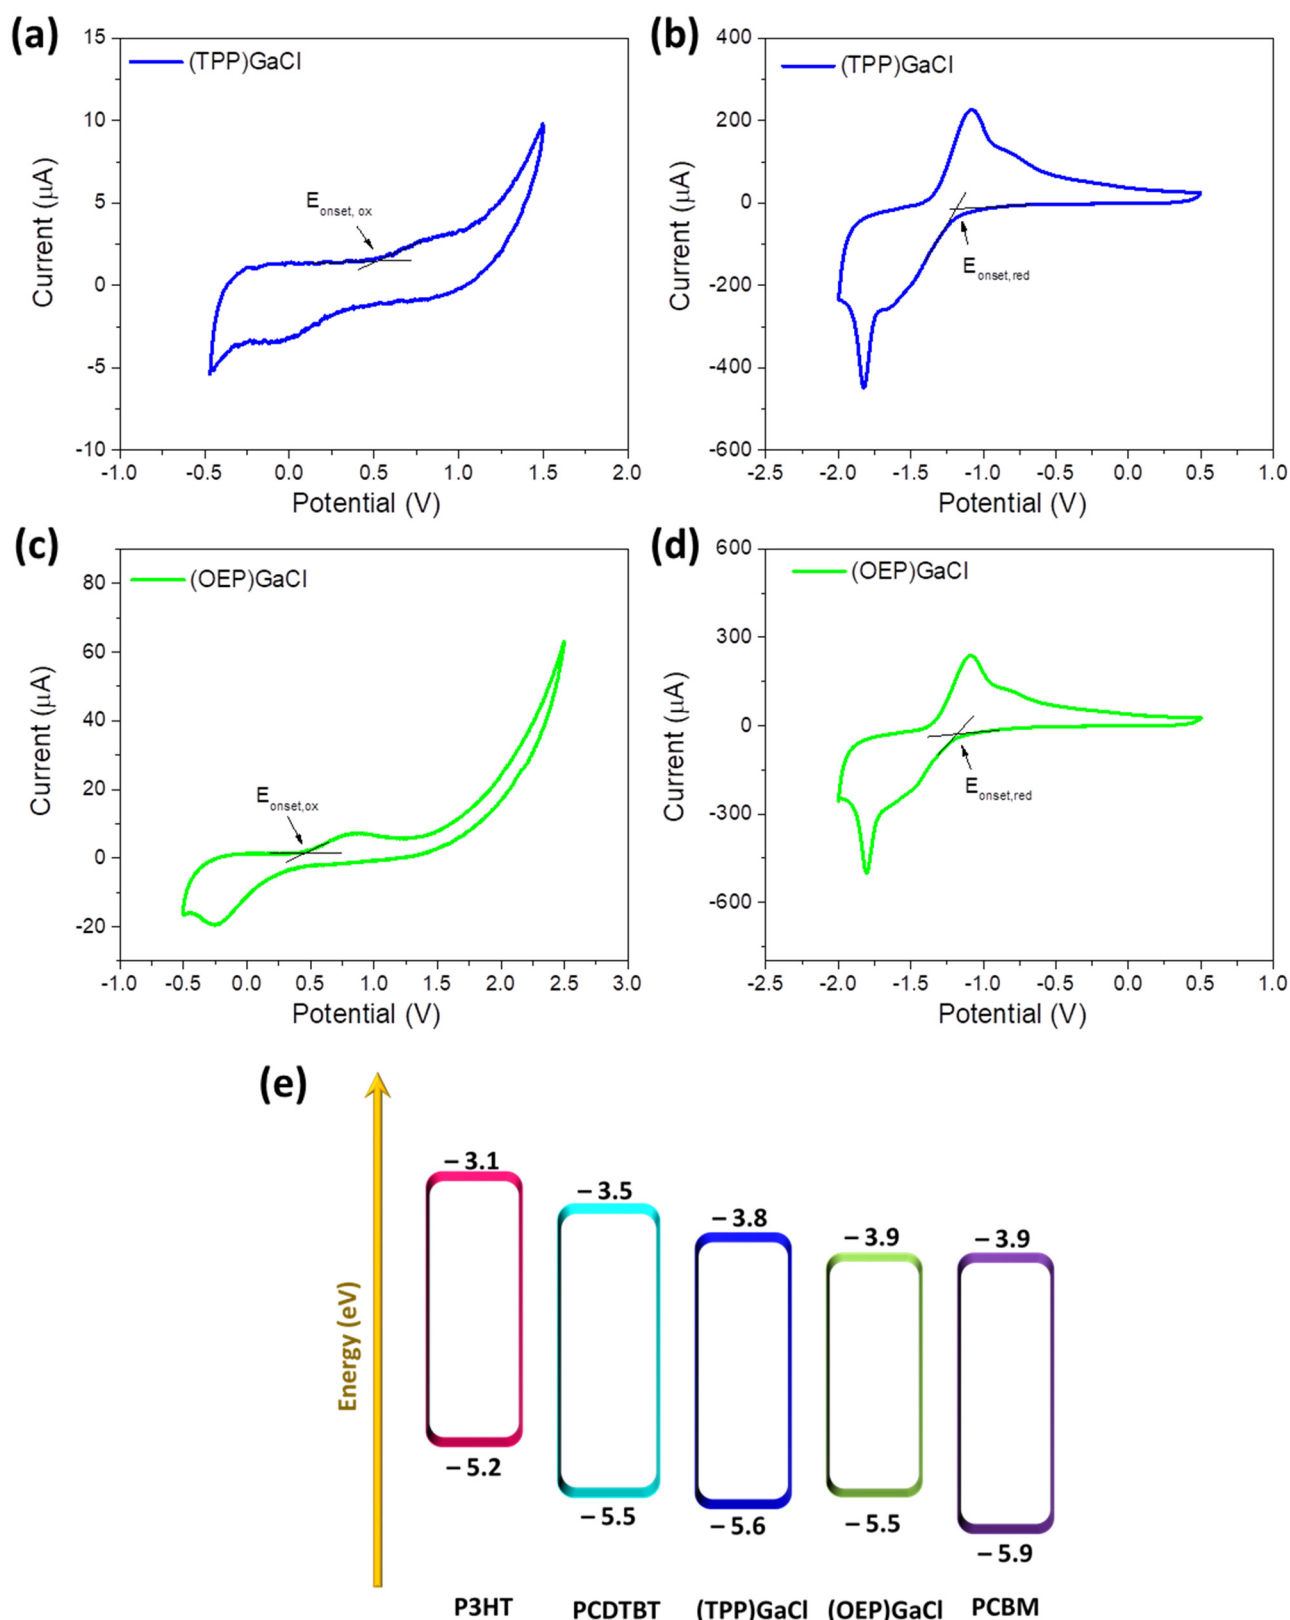 (a)
(TPP)GaCl
E onset, ox
15
10
5
0
-5
-10
Current (μA)
-1.0 -0.5 0.0 0.5 1.0 1.5 2.0
Potential (V)
(b)
(TPP)GaCl
E onset,red
400
200
0
-200
-400
-600
Current (μA)
-2.5 -2.0 -1.5 -1.0 -0.5 0.0 0.5 1.0
Potential (V)
(c)
(OEP)GaCl
E onset,ox
80
60
40
20
0
-20
Current (μA)
-1.0 -0.5 0.0 0.5 1.0 1.5 2.0 2.5 3.0
Potential (V)
(d)
(OEP)GaCl
E onset,red
600
300
0
-300
-600
Current (μA)
-2.5 -2.0 -1.5 -1.0 -0.5 0.0 0.5 1.0
Potential (V)
(e)
Energy (eV)
– 3.1
– 3.5
– 3.8
– 3.9
– 3.9
– 5.2
– 5.5
– 5.6
– 5.5
– 5.9
P3HT PCDTBT (TPP)GaCl (OEP)GaCl PCBM